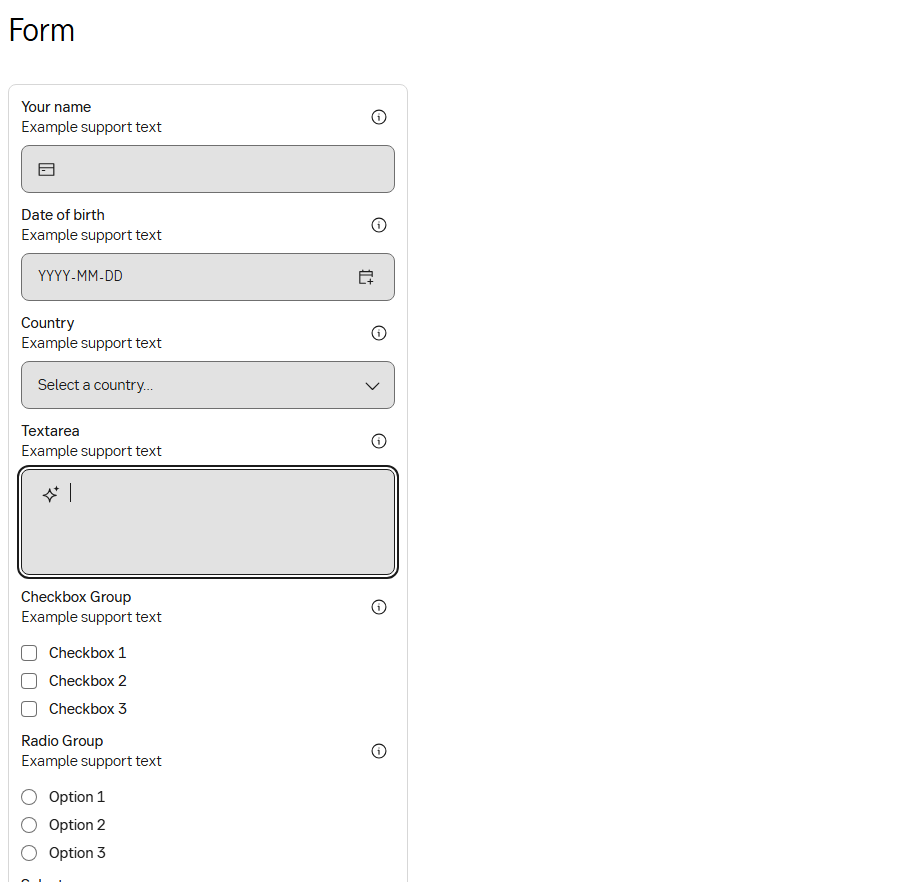 Form
Your name
Example support text
Date of birth
Example support text
YYYY-MM-DD
Country
Example support text
Select a country...
Textarea
Example support text
Checkbox Group
Example support text
Checkbox 1
Checkbox 2
Checkbox 3
Radio Group
Example support text
Option 1
Option 2
Option 3